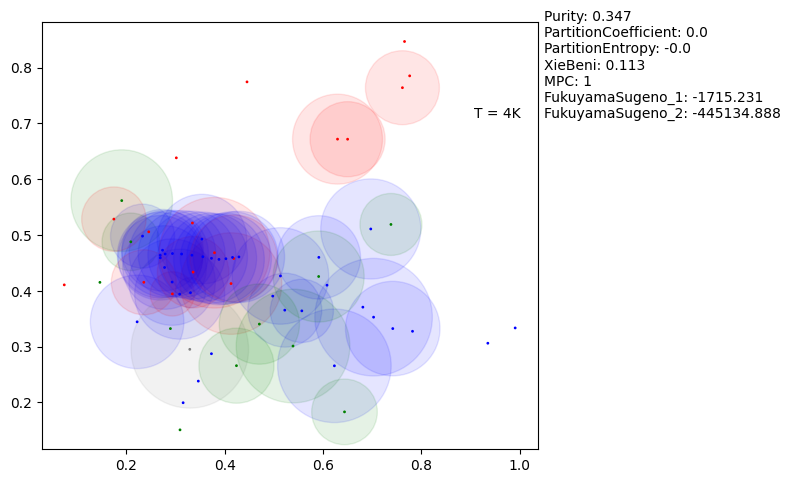 Purity: 0.347
PartitionCoefficient: 0.0
PartitionEntropy: -0.0
XieBeni: 0.113
MPC: 1
FukuyamaSugeno_1: -1715.231
FukuyamaSugeno_2: -445134.888
T = 4K
0.8
0.7
0.6
0.5
0.4
0.3
0.2
0.2 0.4 0.6 0.8 1.0